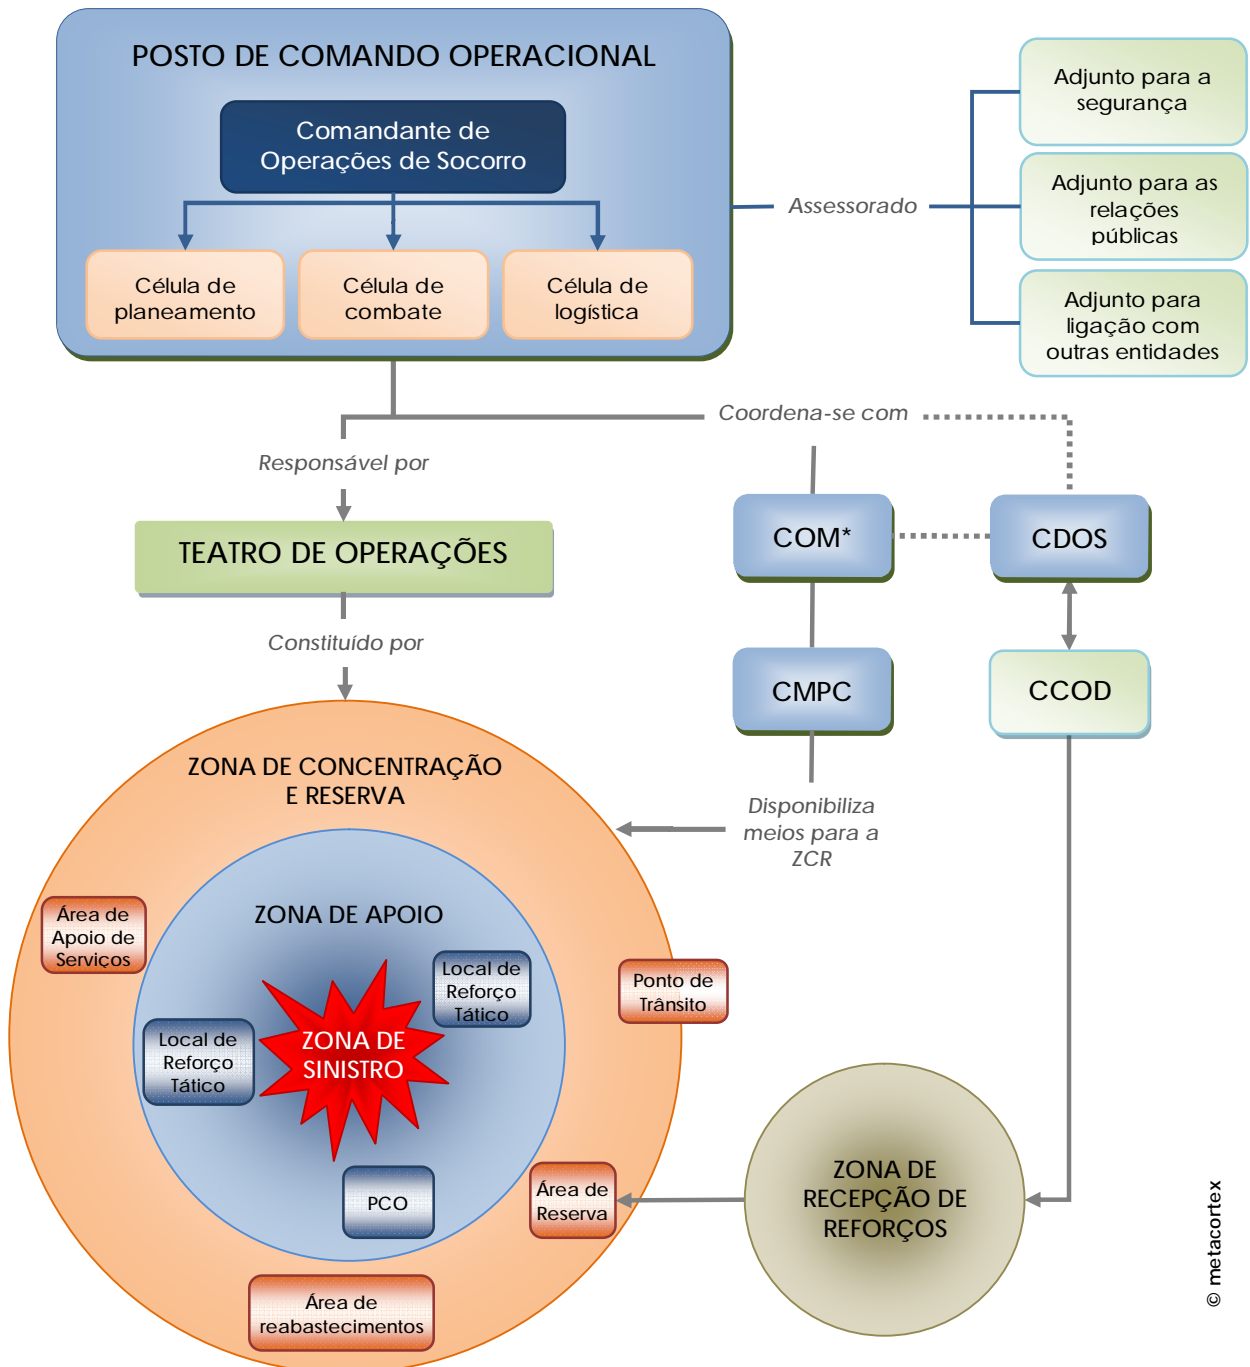 POSTO DE COMANDO OPERACIONAL
Comandante de
Operações de Socorro
Célula de
planeamento
Célula de
combate
Célula de
logística
Assessorado
Adjunto para a
segurança
Adjunto para as
relações
públicas
Adjunto para
ligação com
outras entidades
Coordena-se com
Responsável por
TEATRO DE OPERAÇÕES
COM*
CDOS
Constituído por
CMPC
CCOD
ZONA DE CONCENTRAÇÃO
E RESERVA
Disponibiliza
meios para a
ZCR
ZONA DE APOIO
Área de
Apoio de
Serviços
Local de
Reforço
Tático
Ponto de
Trânsito
Local de
Reforço
Tático
ZONA DE
SINISTRO
PCO
Área de
Reserva
ZONA DE
RECEPÇÃO DE
REFORÇOS
Área de
reabastecimentos
© metacortex